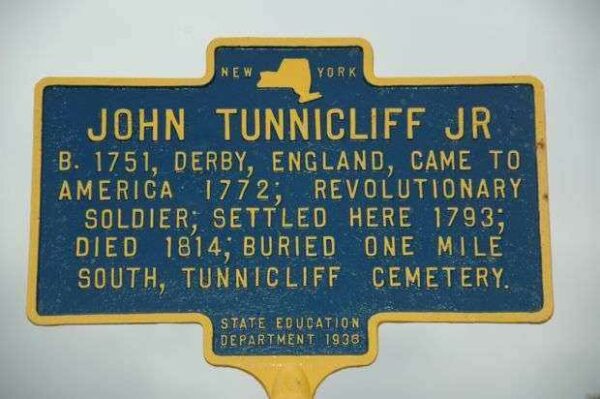 NEW YORK
JOHN TUNNICLIFF JR
B. 1751, DERBY, ENGLAND, CAME TO
AMERICA 1772; REVOLUTIONARY
SOLDIER; SETTLED HERE 1793;
DIED 1814; BURIED ONE MILE
SOUTH, TUNNICLIFF CEMETERY.
STATE EDUCATION
DEPARTMENT 1936